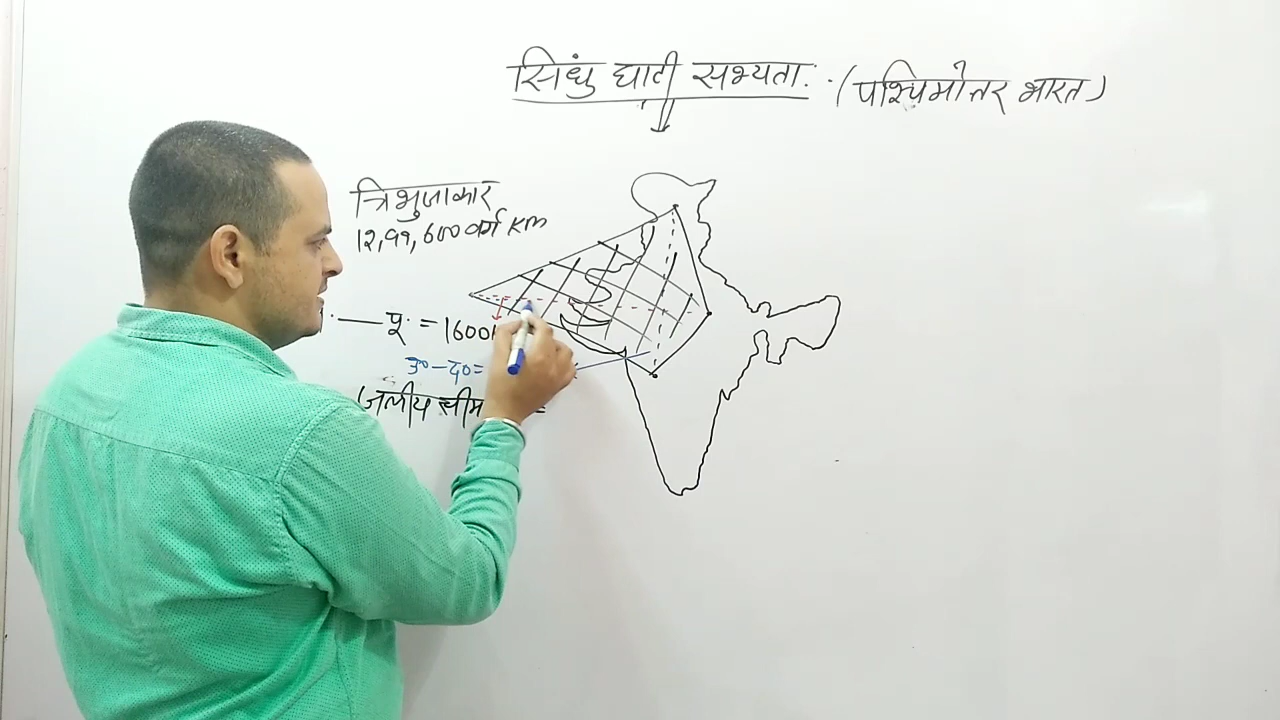 सिंधु घाटी सभ्यता: (पश्चिमोत्तर भारत)
त्रिभुजाकार
12,99,600 वर्ग km
पू. = 1600
उ०-द०=
जलीय सीम =